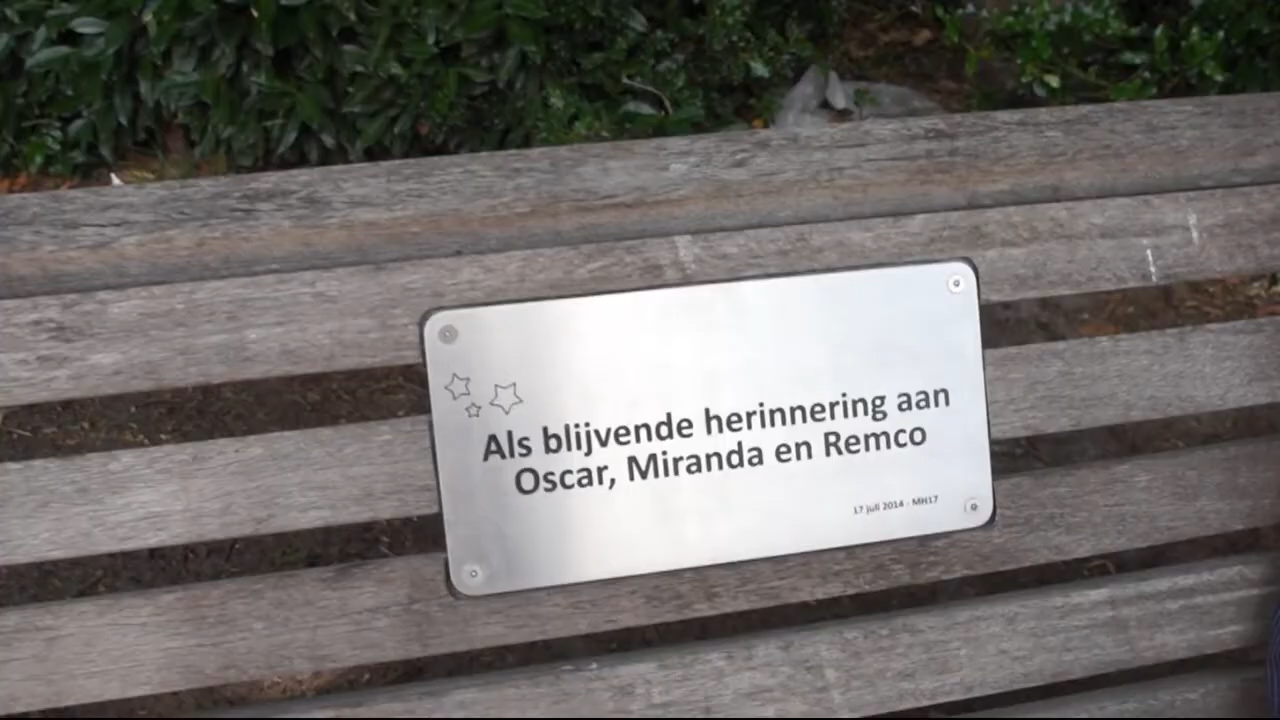 Als blijvende herinnering aan
Oscar, Miranda en Remco
17 juli 2014 - MH17